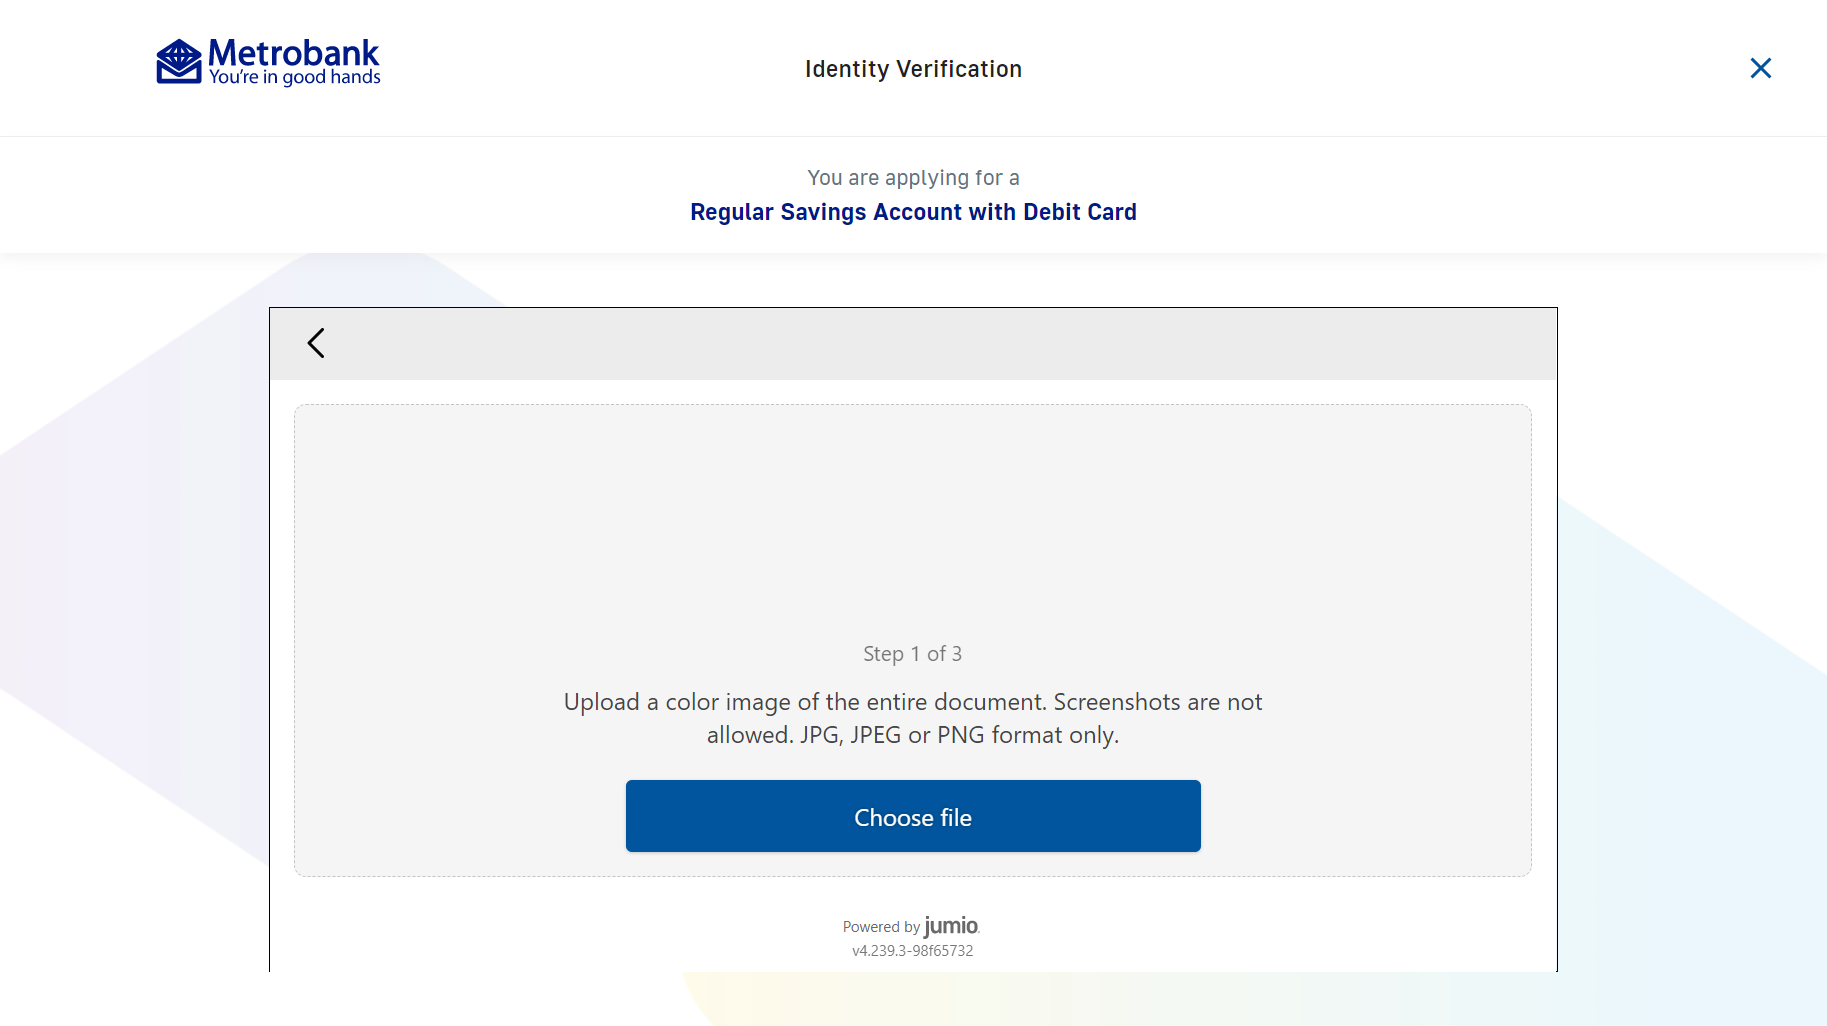 Metrobank
You're in good hands
Identity Verification
You are applying for a
Regular Savings Account with Debit Card
Step 1 of 3
Upload a color image of the entire document. Screenshots are not
allowed. JPG, JPEG or PNG format only.
Choose file
Powered by jumio.
v4.239.3-98f65732